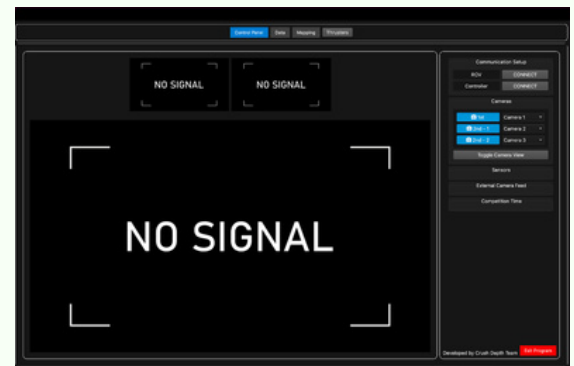 Control Panel Data Mapping Thrusters
NO SIGNAL NO SIGNAL
NO SIGNAL
Communication Setup
ROV CONNECT
Controller CONNECT
Cameras
1st Camera 1
2nd - 1 Camera 2
2nd - 2 Camera 3
Toggle Camera View
Sensors
External Camera Feed
Competition Time
Developed by Crush Depth Team Exit Program